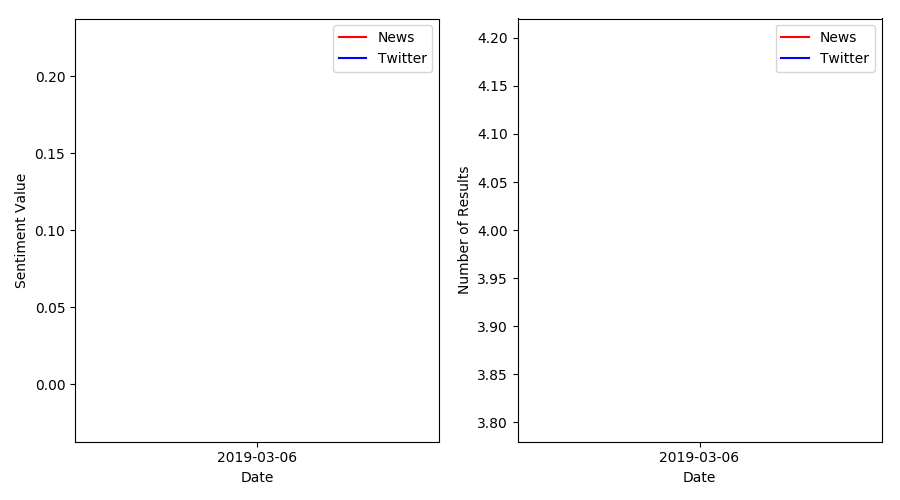 News
Twitter
0.20
0.15
0.10
0.05
0.00
Sentiment Value
2019-03-06
Date
News
Twitter
4.20
4.15
4.10
4.05
4.00
3.95
3.90
3.85
3.80
Number of Results
2019-03-06
Date